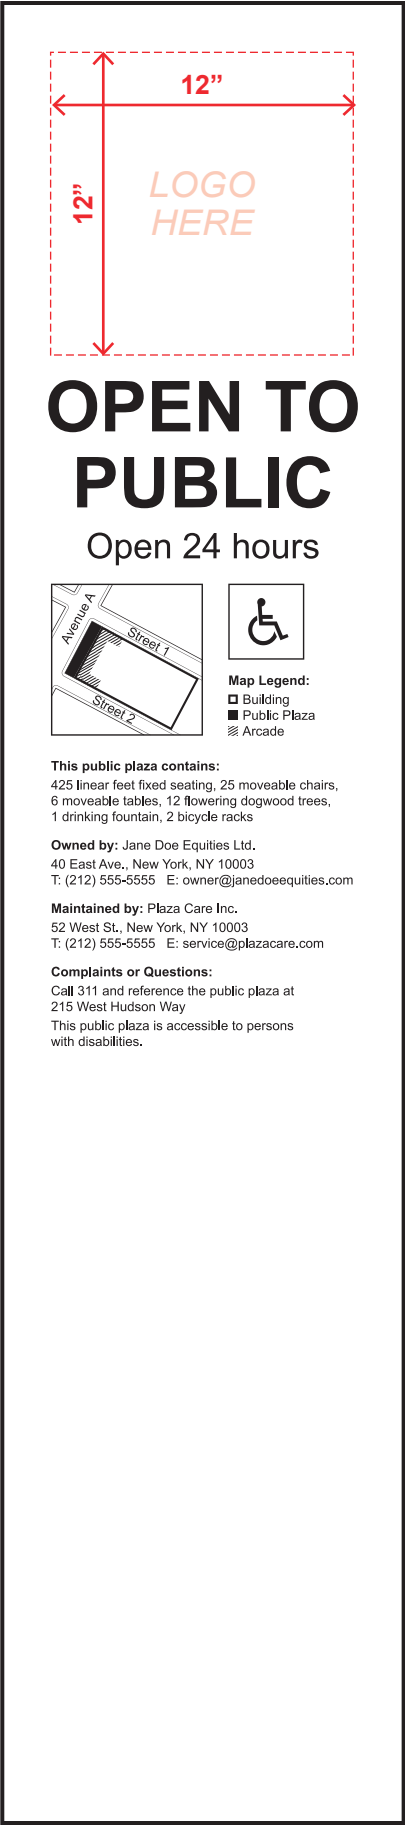 12”
12”
LOGO
HERE
OPEN TO
PUBLIC
Open 24 hours
Avenue A
Street 1
Street 2
Map Legend:
Building
Public Plaza
Arcade
This public plaza contains:
425 linear feet fixed seating, 25 moveable chairs,
6 moveable tables, 12 flowering dogwood trees,
1 drinking fountain, 2 bicycle racks
Owned by: Jane Doe Equities Ltd.
40 East Ave., New York, NY 10003
T: (212) 555-5555 E: owner@janedoeequities.com
Maintained by: Plaza Care Inc.
52 West St., New York, NY 10003
T: (212) 555-5555 E: service@plazacare.com
Complaints or Questions:
Call 311 and reference the public plaza at
215 West Hudson Way
This public plaza is accessible to persons
with disabilities.